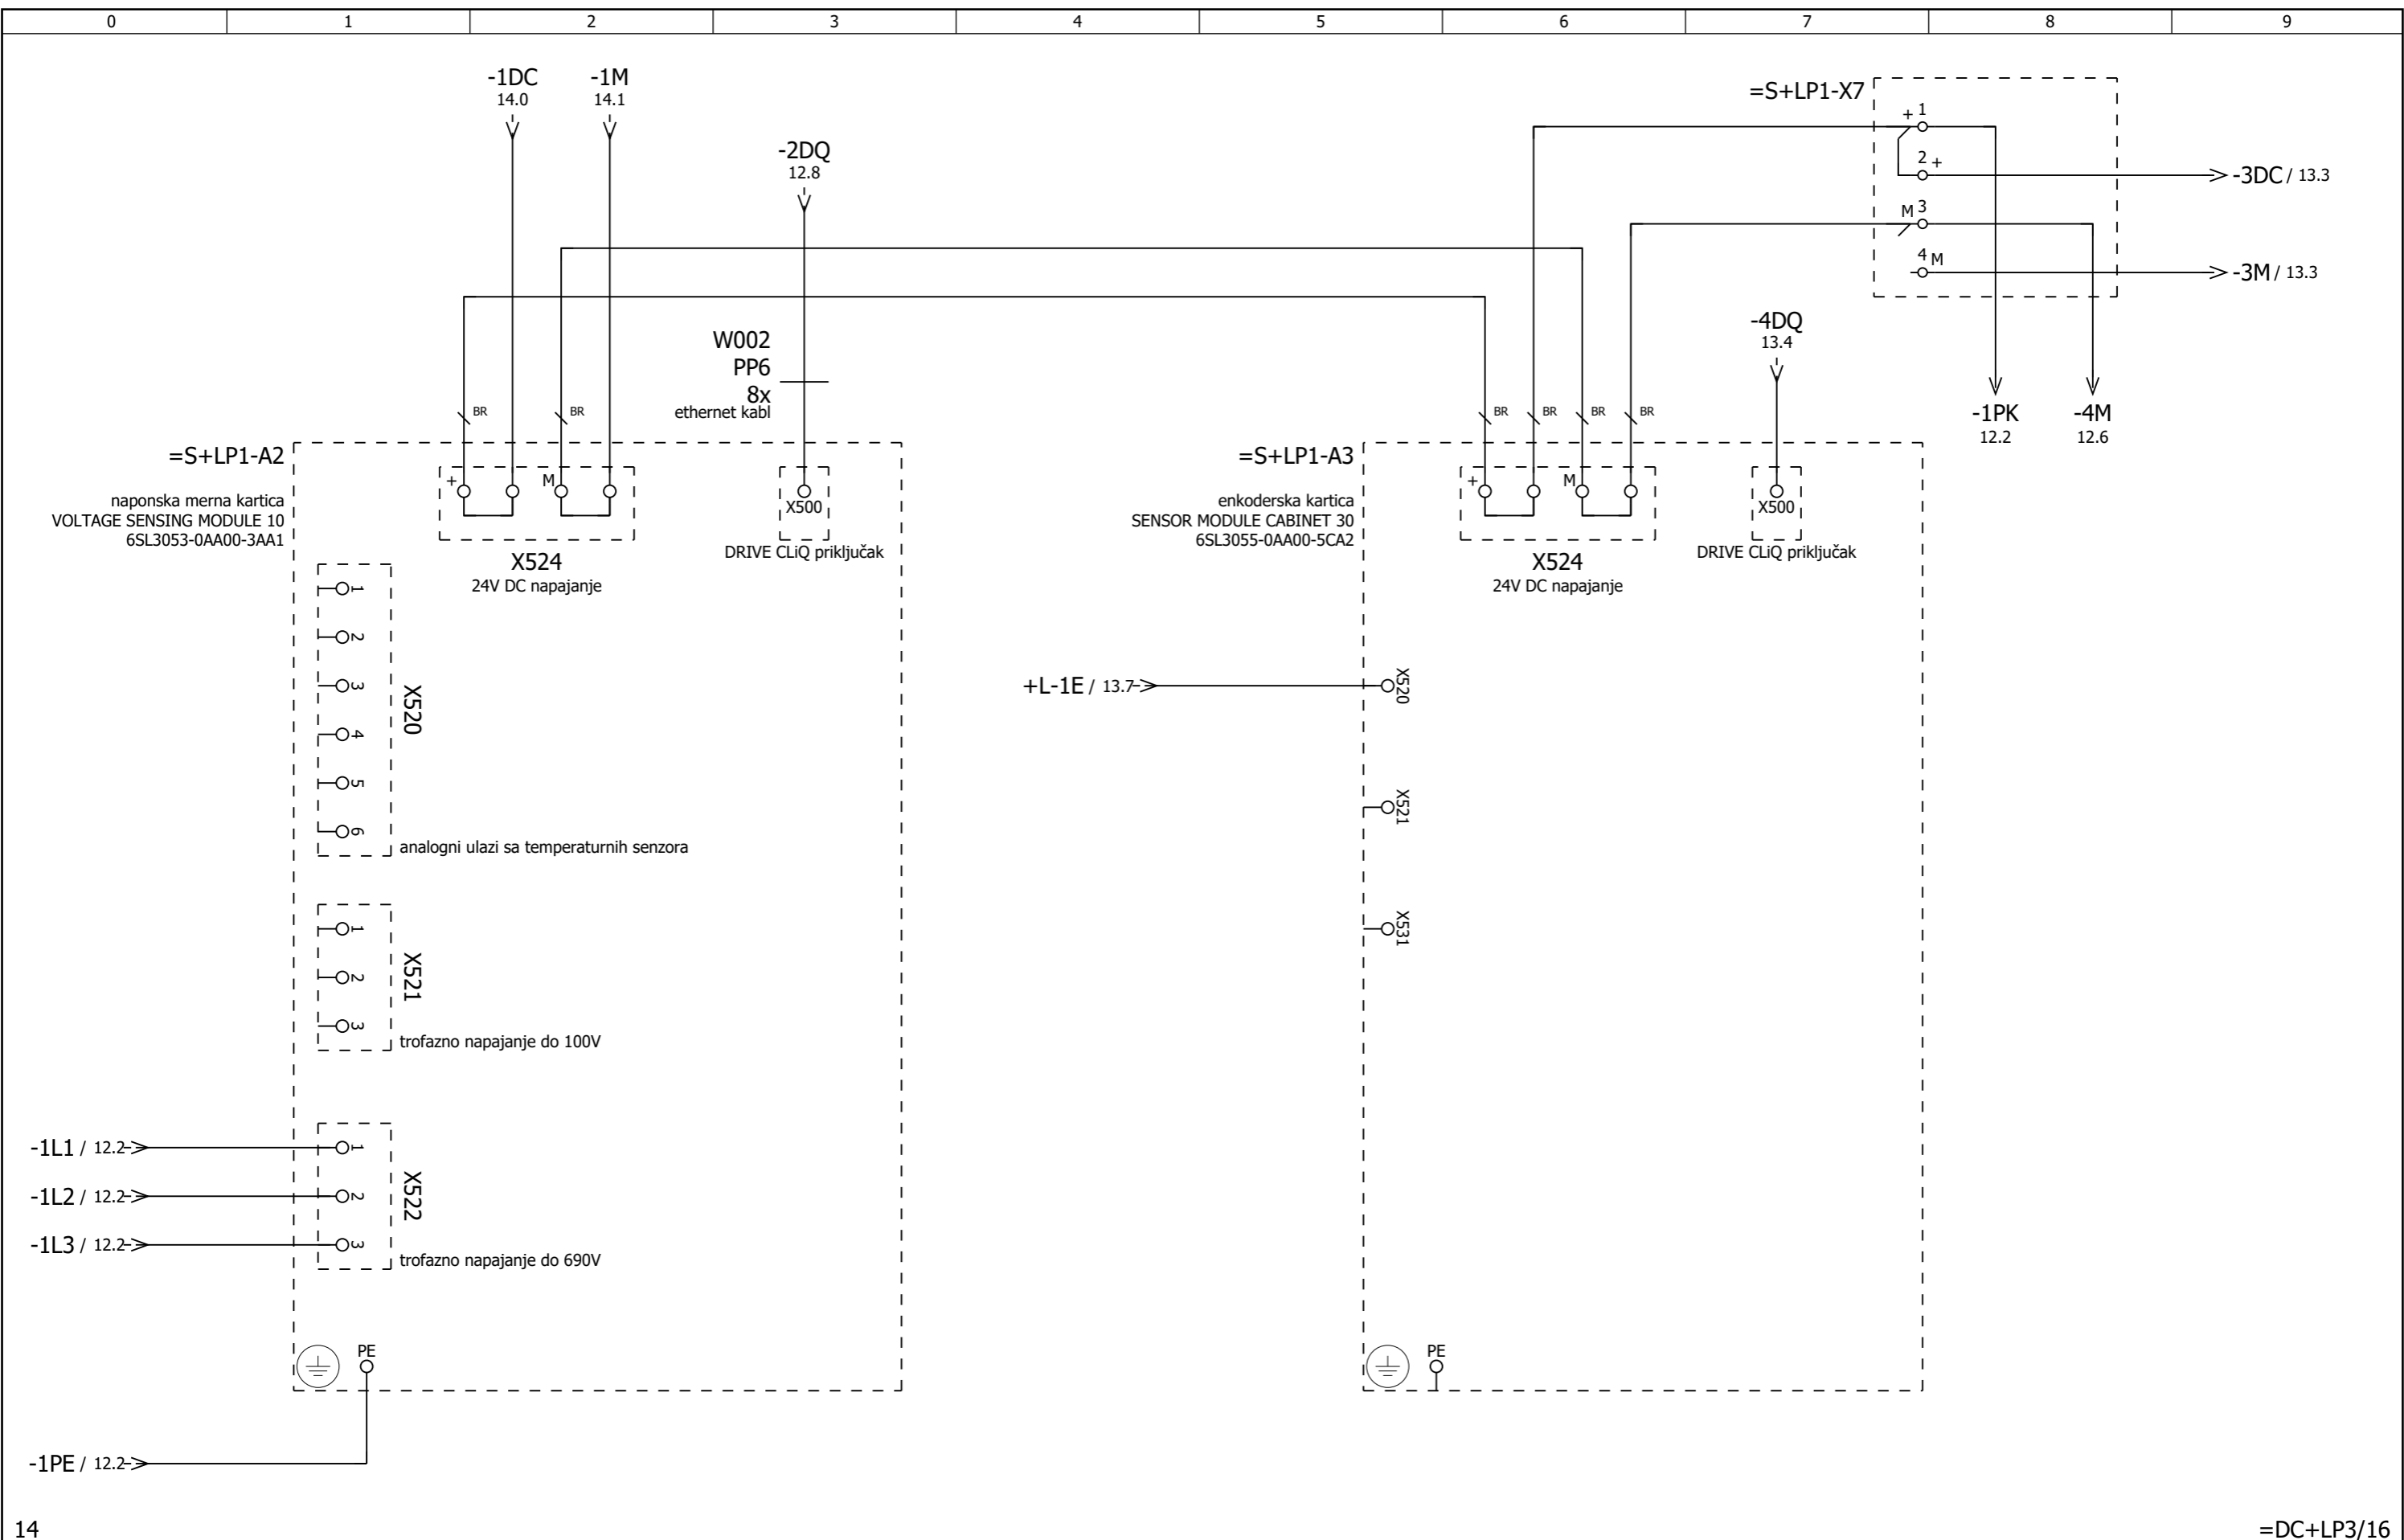 0 1 2 3 4 5 6 7 8 9
-1DC
14.0
-1M
14.1
-2DQ
12.8
=S+LP1-X7
+ 1
2 +
M 3
4 M
-3DC / 13.3
-3M / 13.3
W002
PP6
8x
ethernet kabl
-4DQ
13.4
-1PK
12.2
-4M
12.6
BR
BR
BR
BR
BR
BR
=S+LP1-A2
naponska merna kartica
VOLTAGE SENSING MODULE 10
6SL3053-0AA00-3AA1
+
M
X524
24V DC napajanje
X500
DRIVE CLiQ priključak
1
2
3
4
5
6
X520
analogni ulazi sa temperaturnih senzora
1
2
3
X521
trofazno napajanje do 100V
-1L1 / 12.2
-1L2 / 12.2
-1L3 / 12.2
1
2
3
X522
trofazno napajanje do 690V
PE
-1PE / 12.2
=S+LP1-A3
enkoderska kartica
SENSOR MODULE CABINET 30
6SL3055-0AA00-5CA2
+
M
X524
24V DC napajanje
X500
DRIVE CLiQ priključak
+L-1E / 13.7
X520
X521
X531
PE
14
=DC+LP3/16